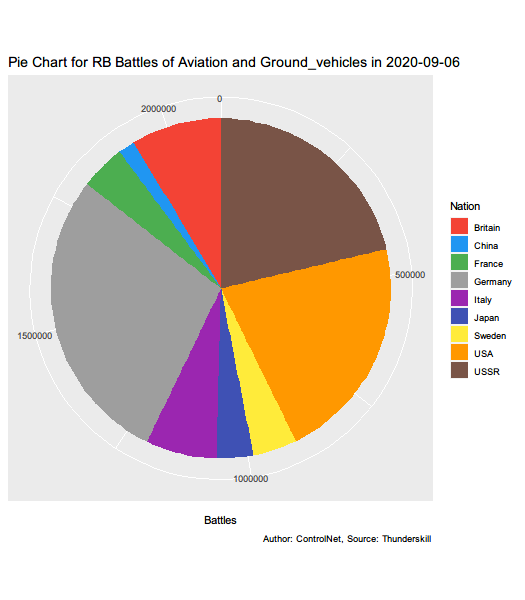 Pie Chart for RB Battles of Aviation and Ground_vehicles in 2020-09-06
0
2000000
500000
1500000
1000000
Nation
Britain
China
France
Germany
Italy
Japan
Sweden
USA
USSR
Battles
Author: ControlNet, Source: Thunderskill